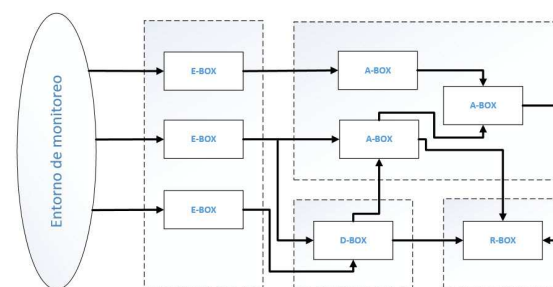 Entorno de monitoreo
E-BOX
A-BOX
A-BOX
E-BOX
A-BOX
E-BOX
D-BOX
R-BOX